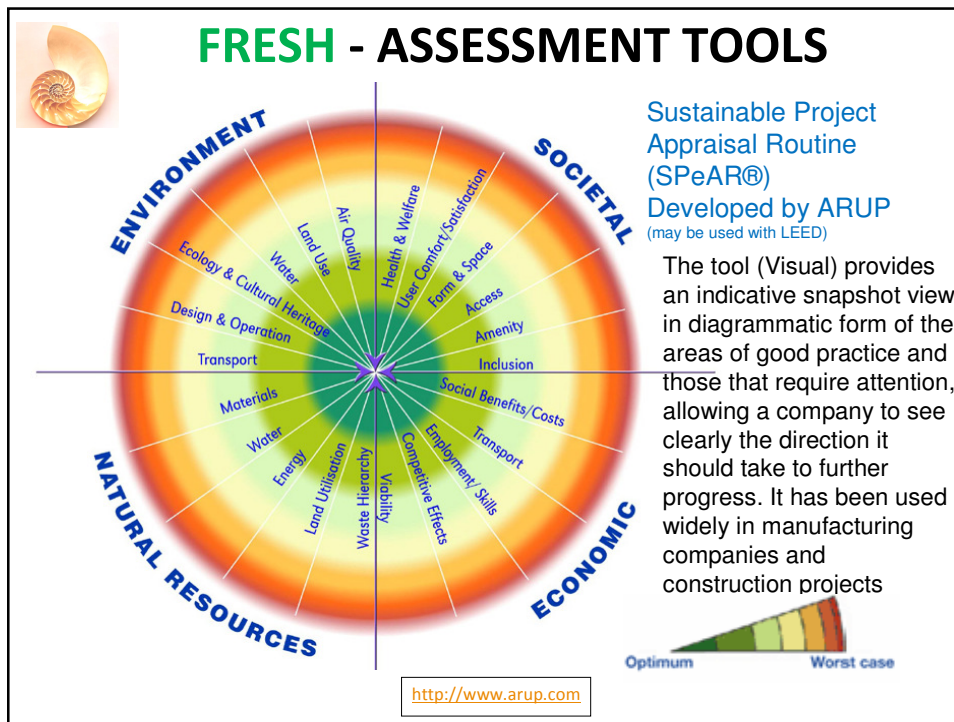 FRESH - ASSESSMENT TOOLS
ENVIRONMENT
SOCIETAL
NATURAL RESOURCES
ECONOMIC
Air Quality
Land Use
Water
Ecology & Cultural Heritage
Design & Operation
Transport
Health & Welfare
User Comfort/Satisfaction
Form & Space
Access
Amenity
Inclusion
Materials
Water
Energy
Land Utilisation
Waste Hierarchy
Social Benefits/Costs
Transport
Employment/ Skills
Competitive Effects
Viability
Sustainable Project
Appraisal Routine
(SPeAR®)
Developed by ARUP
(may be used with LEED)
The tool (Visual) provides
an indicative snapshot view
in diagrammatic form of the
areas of good practice and
those that require attention,
allowing a company to see
clearly the direction it
should take to further
progress. It has been used
widely in manufacturing
companies and
construction projects
Optimum
Worst case
http://www.arup.com